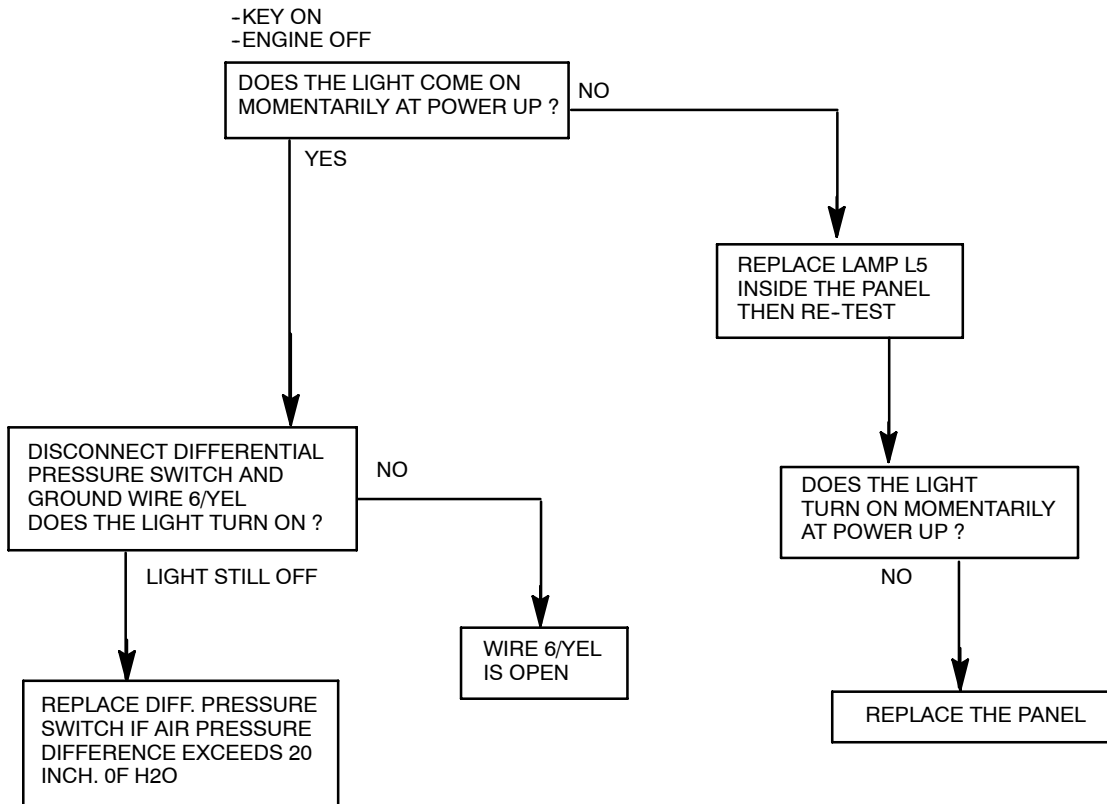 -KEY ON
-ENGINE OFF
DOES THE LIGHT COME ON
MOMENTARILY AT POWER UP ?
NO
YES
REPLACE LAMP L5
INSIDE THE PANEL
THEN RE-TEST
DISCONNECT DIFFERENTIAL
PRESSURE SWITCH AND
GROUND WIRE 6/YEL
DOES THE LIGHT TURN ON ?
NO
DOES THE LIGHT
TURN ON MOMENTARILY
AT POWER UP ?
LIGHT STILL OFF
NO
WIRE 6/YEL
IS OPEN
REPLACE DIFF. PRESSURE
SWITCH IF AIR PRESSURE
DIFFERENCE EXCEEDS 20
INCH. 0F H2O
REPLACE THE PANEL